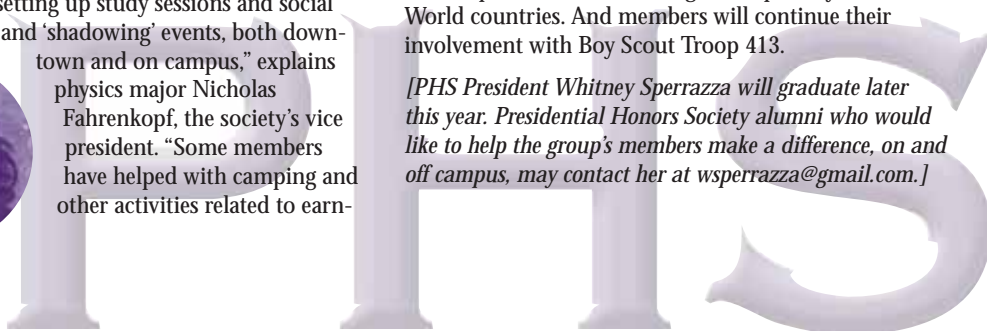 setting up study sessions and social
and ‘shadowing’ events, both down-
town and on campus,” explains
physics major Nicholas
Fahrenkopf, the society’s vice
president. “Some members
have helped with camping and
other activities related to earn-
World countries. And members will continue their
involvement with Boy Scout Troop 413.
[PHS President Whitney Sperrazza will graduate later
this year. Presidential Honors Society alumni who would
like to help the group’s members make a difference, on and
off campus, may contact her at wsperrazza@gmail.com.]
PHS